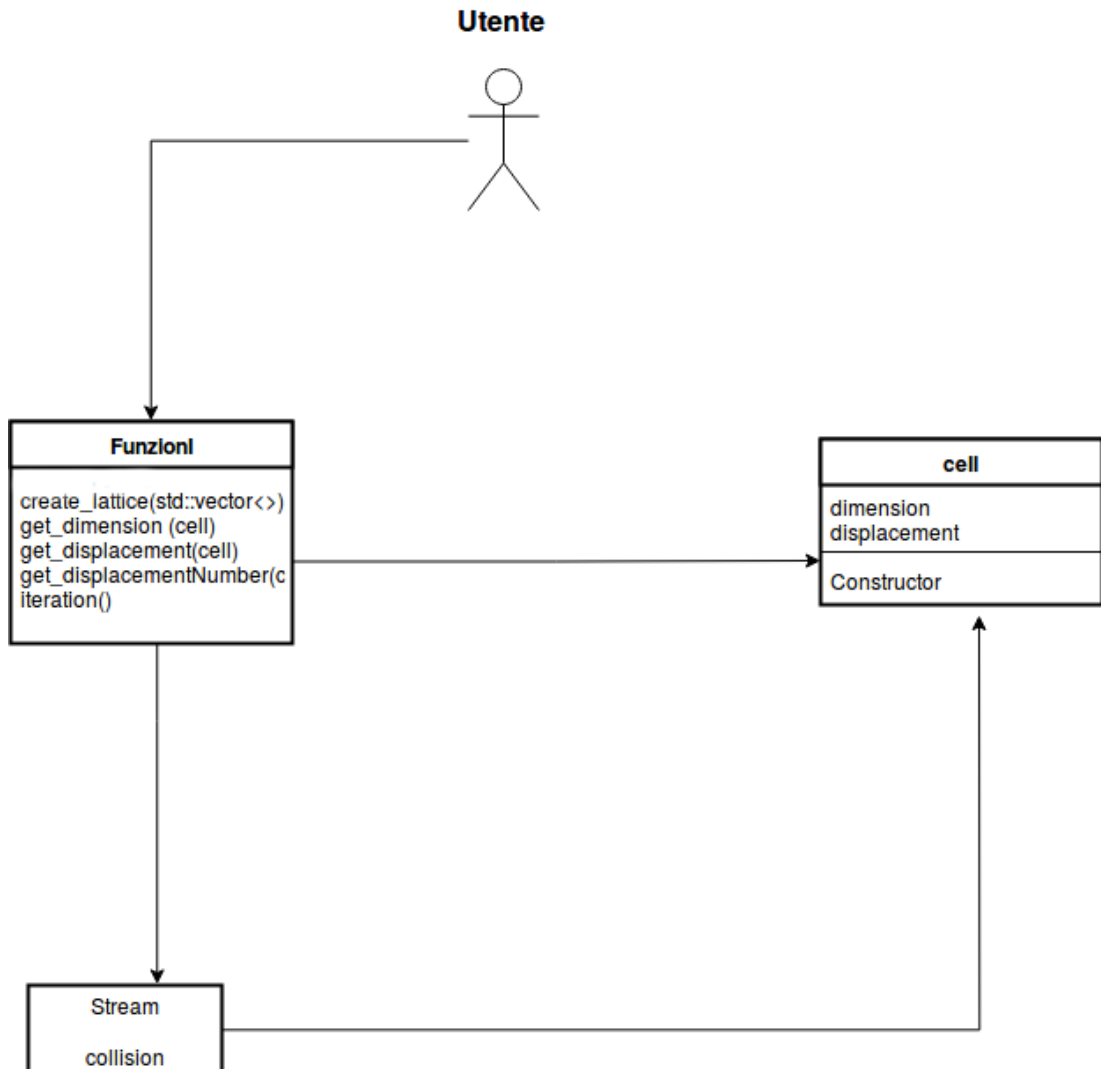 Utente
Funzioni
create_lattice(std::vector<>)
get_dimension (cell)
get_displacement(cell)
get_displacementNumber(c
iteration()
cell
dimension
displacement
Constructor
Stream
collision